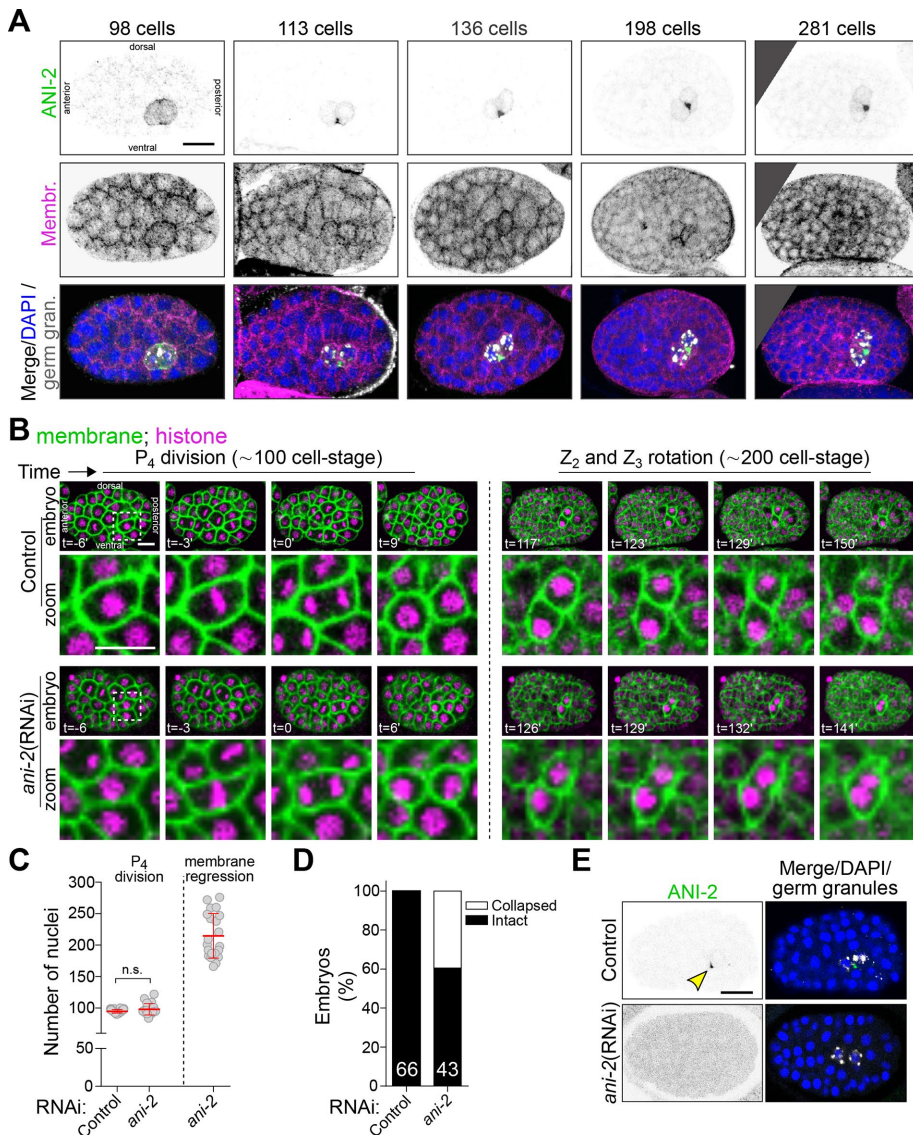 A
98 cells 113 cells 136 cells 198 cells 281 cells
ANI-2
dorsal
anterior
posterior
ventral
Membr.
Merge/DAPI /
germ gran.
B membrane; histone
Time
P4 division (~100 cell-stage)
Z2 and Z3 rotation (~200 cell-stage)
Control
embryo
dorsal
anterior
posterior
ventral
t=-6' t=-3' t=0' t=9' t=117' t=123' t=129' t=150'
zoom
ani-2(RNAi)
embryo
t=-6 t=-3 t=0 t=6' t=126' t=129' t=132' t=141'
zoom
C
P4
division
membrane
regression
Number of nuclei
300
250
200
150
100
50
50
0
n.s.
RNAi: Control ani-2 ani-2
D
Embryos
(%)
100
80
60
40
20
0
Collapsed
Intact
66 43
RNAi: Control ani-2
E
ANI-2
Merge/DAPI/
germ granules
Control
ani-2(RNAi)